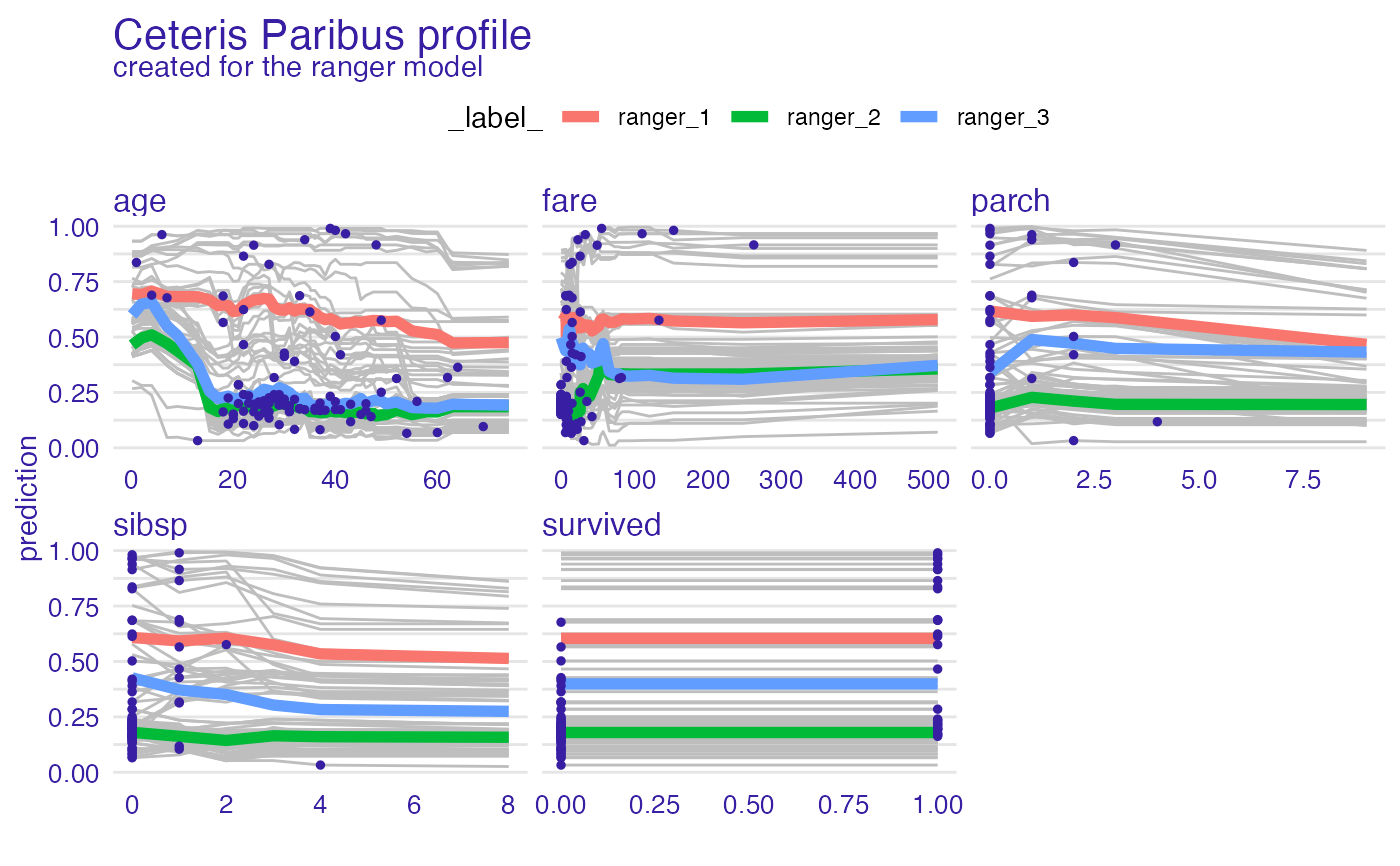 Ceteris Paribus profile
created for the ranger model
_label_ ranger_1 ranger_2 ranger_3
age fare parch
1.00
0.75
0.50
0.25
0.00
0 20 40 60 0 100 200 300 400 500 0.0 2.5 5.0 7.5
prediction
sibsp survived
1.00
0.75
0.50
0.25
0.00
0 2 4 6 8 0.00 0.25 0.50 0.75 1.00